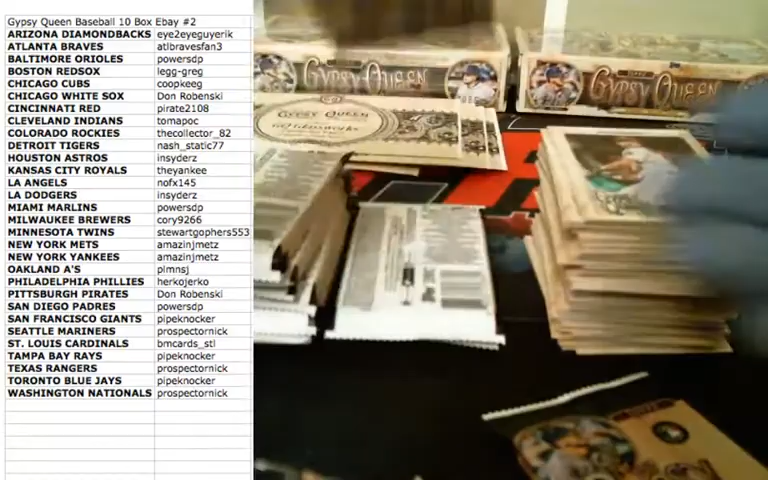 Gypsy Queen Baseball 10 Box Ebay #2
ARIZONA DIAMONDBACKS eye2eyeguyerik
ATLANTA BRAVES atlbravesfan3
BALTIMORE ORIOLES powersdp
BOSTON REDSOX legg-greg
CHICAGO CUBS coopkeeg
CHICAGO WHITE SOX Don Robenski
CINCINNATI RED pirate2108
CLEVELAND INDIANS tomapoc
COLORADO ROCKIES thecollector_82
DETROIT TIGERS nash_static77
HOUSTON ASTROS insyderz
KANSAS CITY ROYALS theyankee
LA ANGELS nofx145
LA DODGERS insyderz
MIAMI MARLINS powersdp
MILWAUKEE BREWERS cory9266
MINNESOTA TWINS stewartgophers553
NEW YORK METS amazinjmetz
NEW YORK YANKEES amazinjmetz
OAKLAND A'S plmnsj
PHILADELPHIA PHILLIES herkojerko
PITTSBURGH PIRATES Don Robenski
SAN DIEGO PADRES powersdp
SAN FRANCISCO GIANTS pipeknocker
SEATTLE MARINERS prospectornick
ST. LOUIS CARDINALS bmcards_stl
TAMPA BAY RAYS pipeknocker
TEXAS RANGERS prospectornick
TORONTO BLUE JAYS pipeknocker
WASHINGTON NATIONALS prospectornick
GYPSY QUEEN
GYPSY QUEEN
GYPSY QUEEN